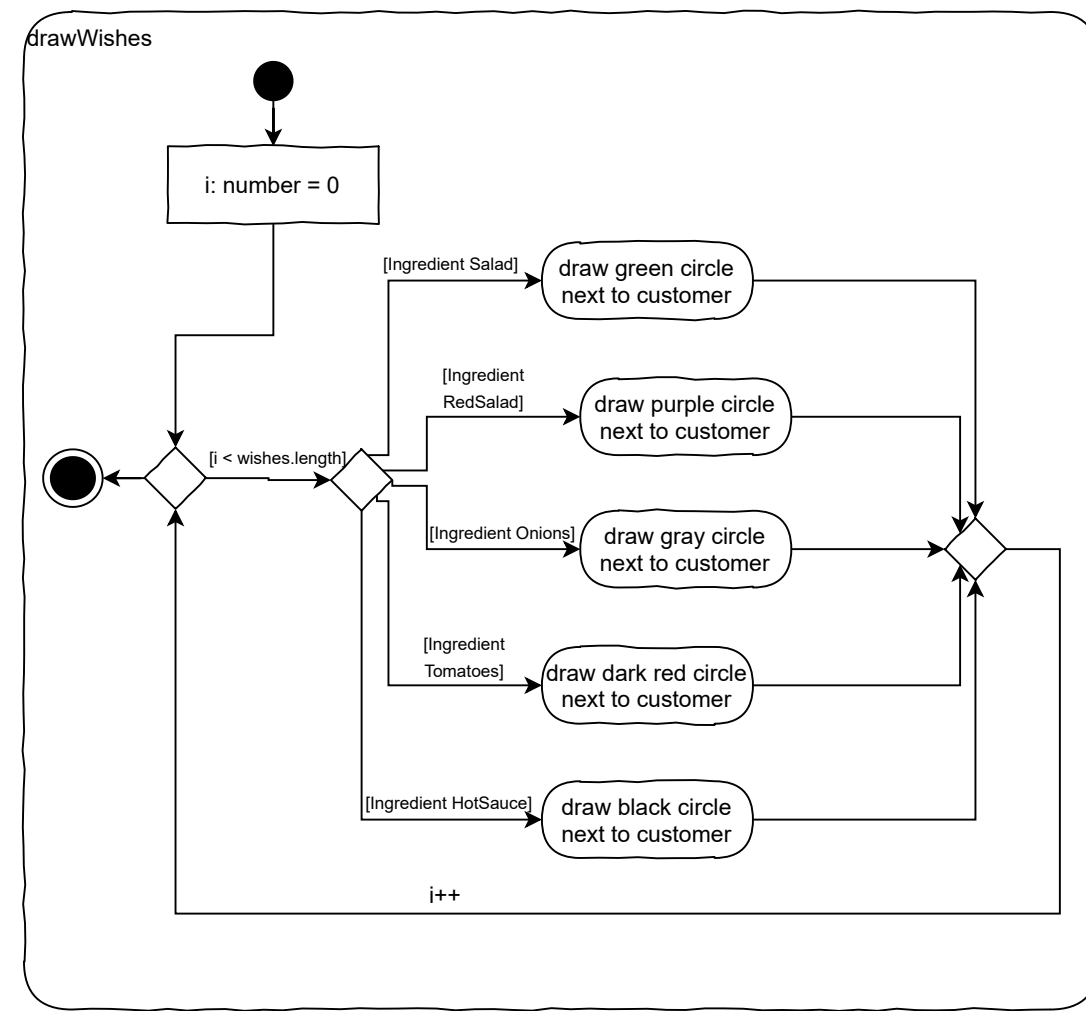 drawWishes
i: number = 0
[Ingredient Salad]
draw green circle
next to customer
[Ingredient
RedSalad]
draw purple circle
next to customer
[i < wishes.length]
[Ingredient Onions]
draw gray circle
next to customer
[Ingredient
Tomatoes]
draw dark red circle
next to customer
[Ingredient HotSauce]
draw black circle
next to customer
i++